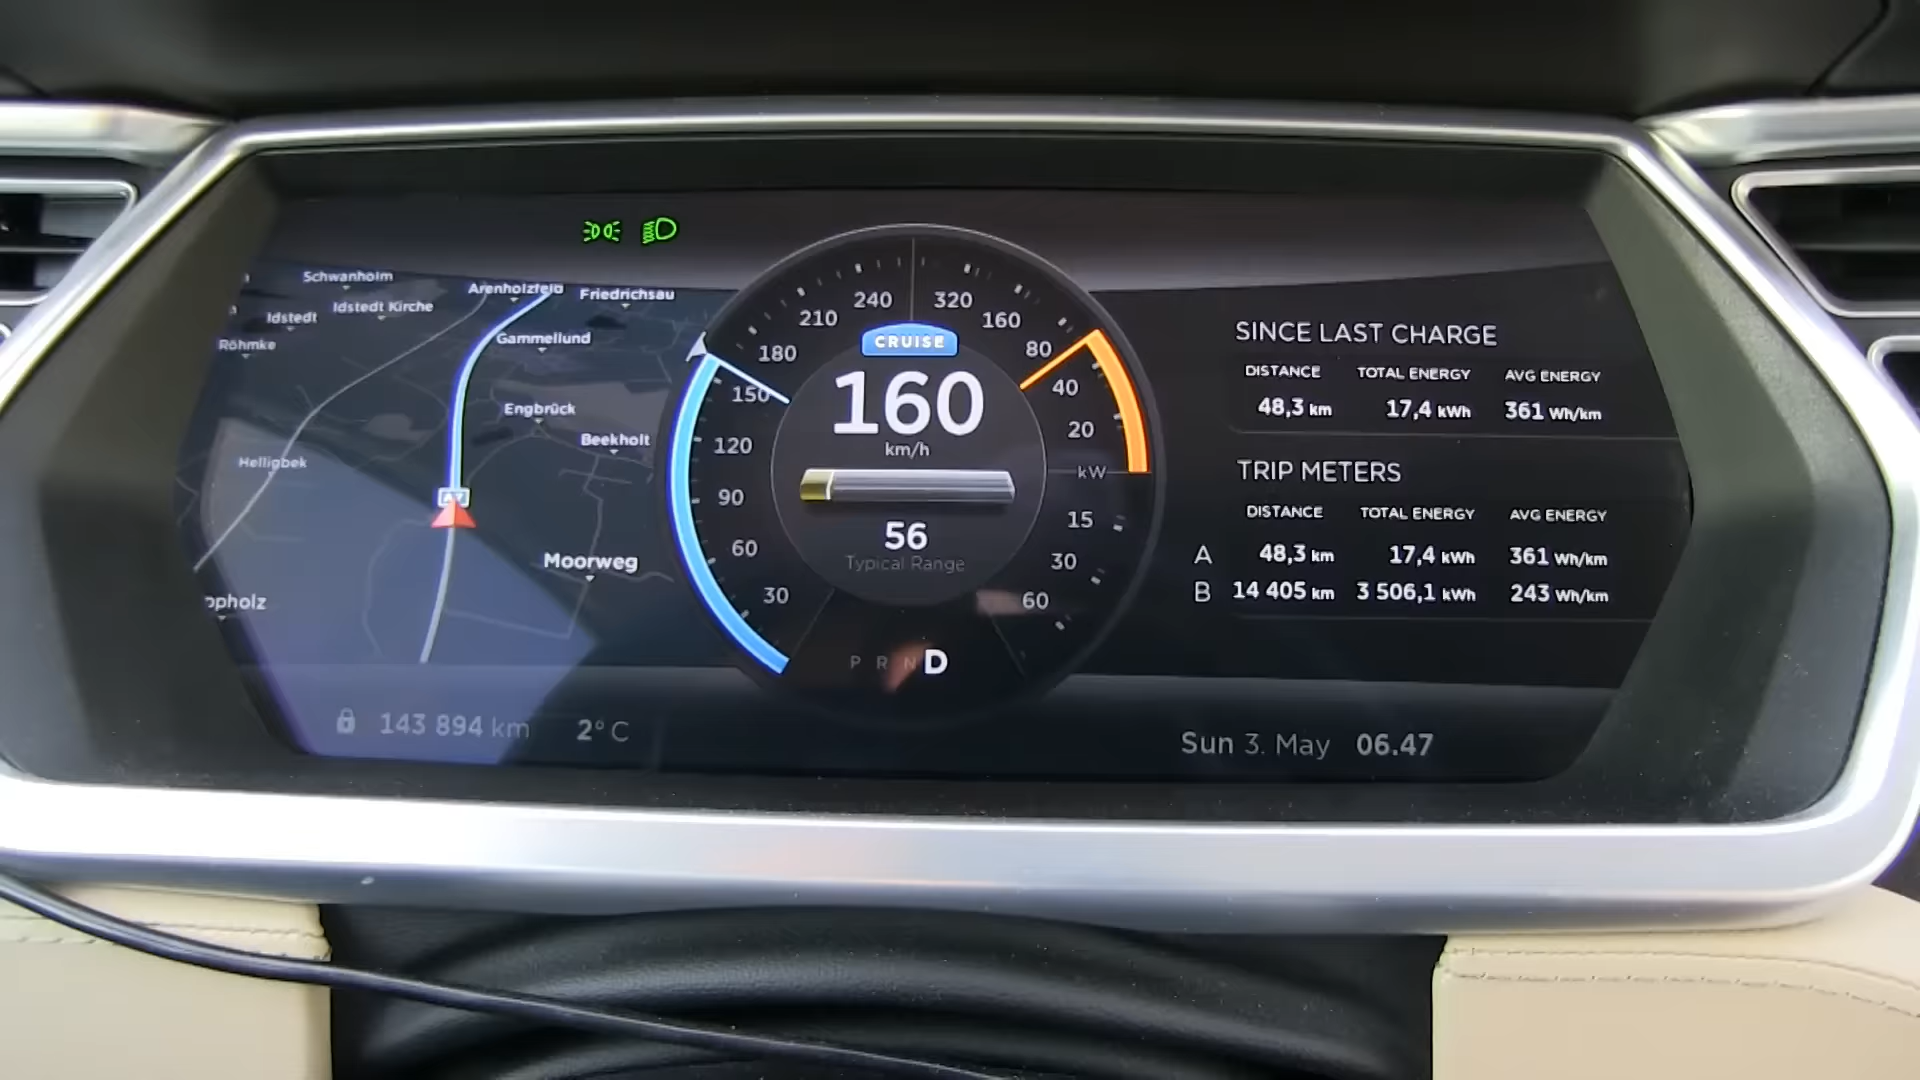 Schwanholm
Arenholzfeld
Friedrichsau
Idstedt Kirche
Idstedt
Röhmke
Gammellund
Engbrück
Beekholt
Helligbek
A7
Moorweg
ppholz
143 894 km
2° C
240
320
210
160
CRUISE
180
80
150
160
40
km/h
120
20
90
kW
56
15
Typical Range
60
30
30
60
P R N D
SINCE LAST CHARGE
DISTANCE TOTAL ENERGY AVG ENERGY
48,3 km 17,4 kWh 361 Wh/km
TRIP METERS
DISTANCE TOTAL ENERGY AVG ENERGY
A 48,3 km 17,4 kWh 361 Wh/km
B 14 405 km 3 506,1 kWh 243 Wh/km
Sun 3. May 06.47